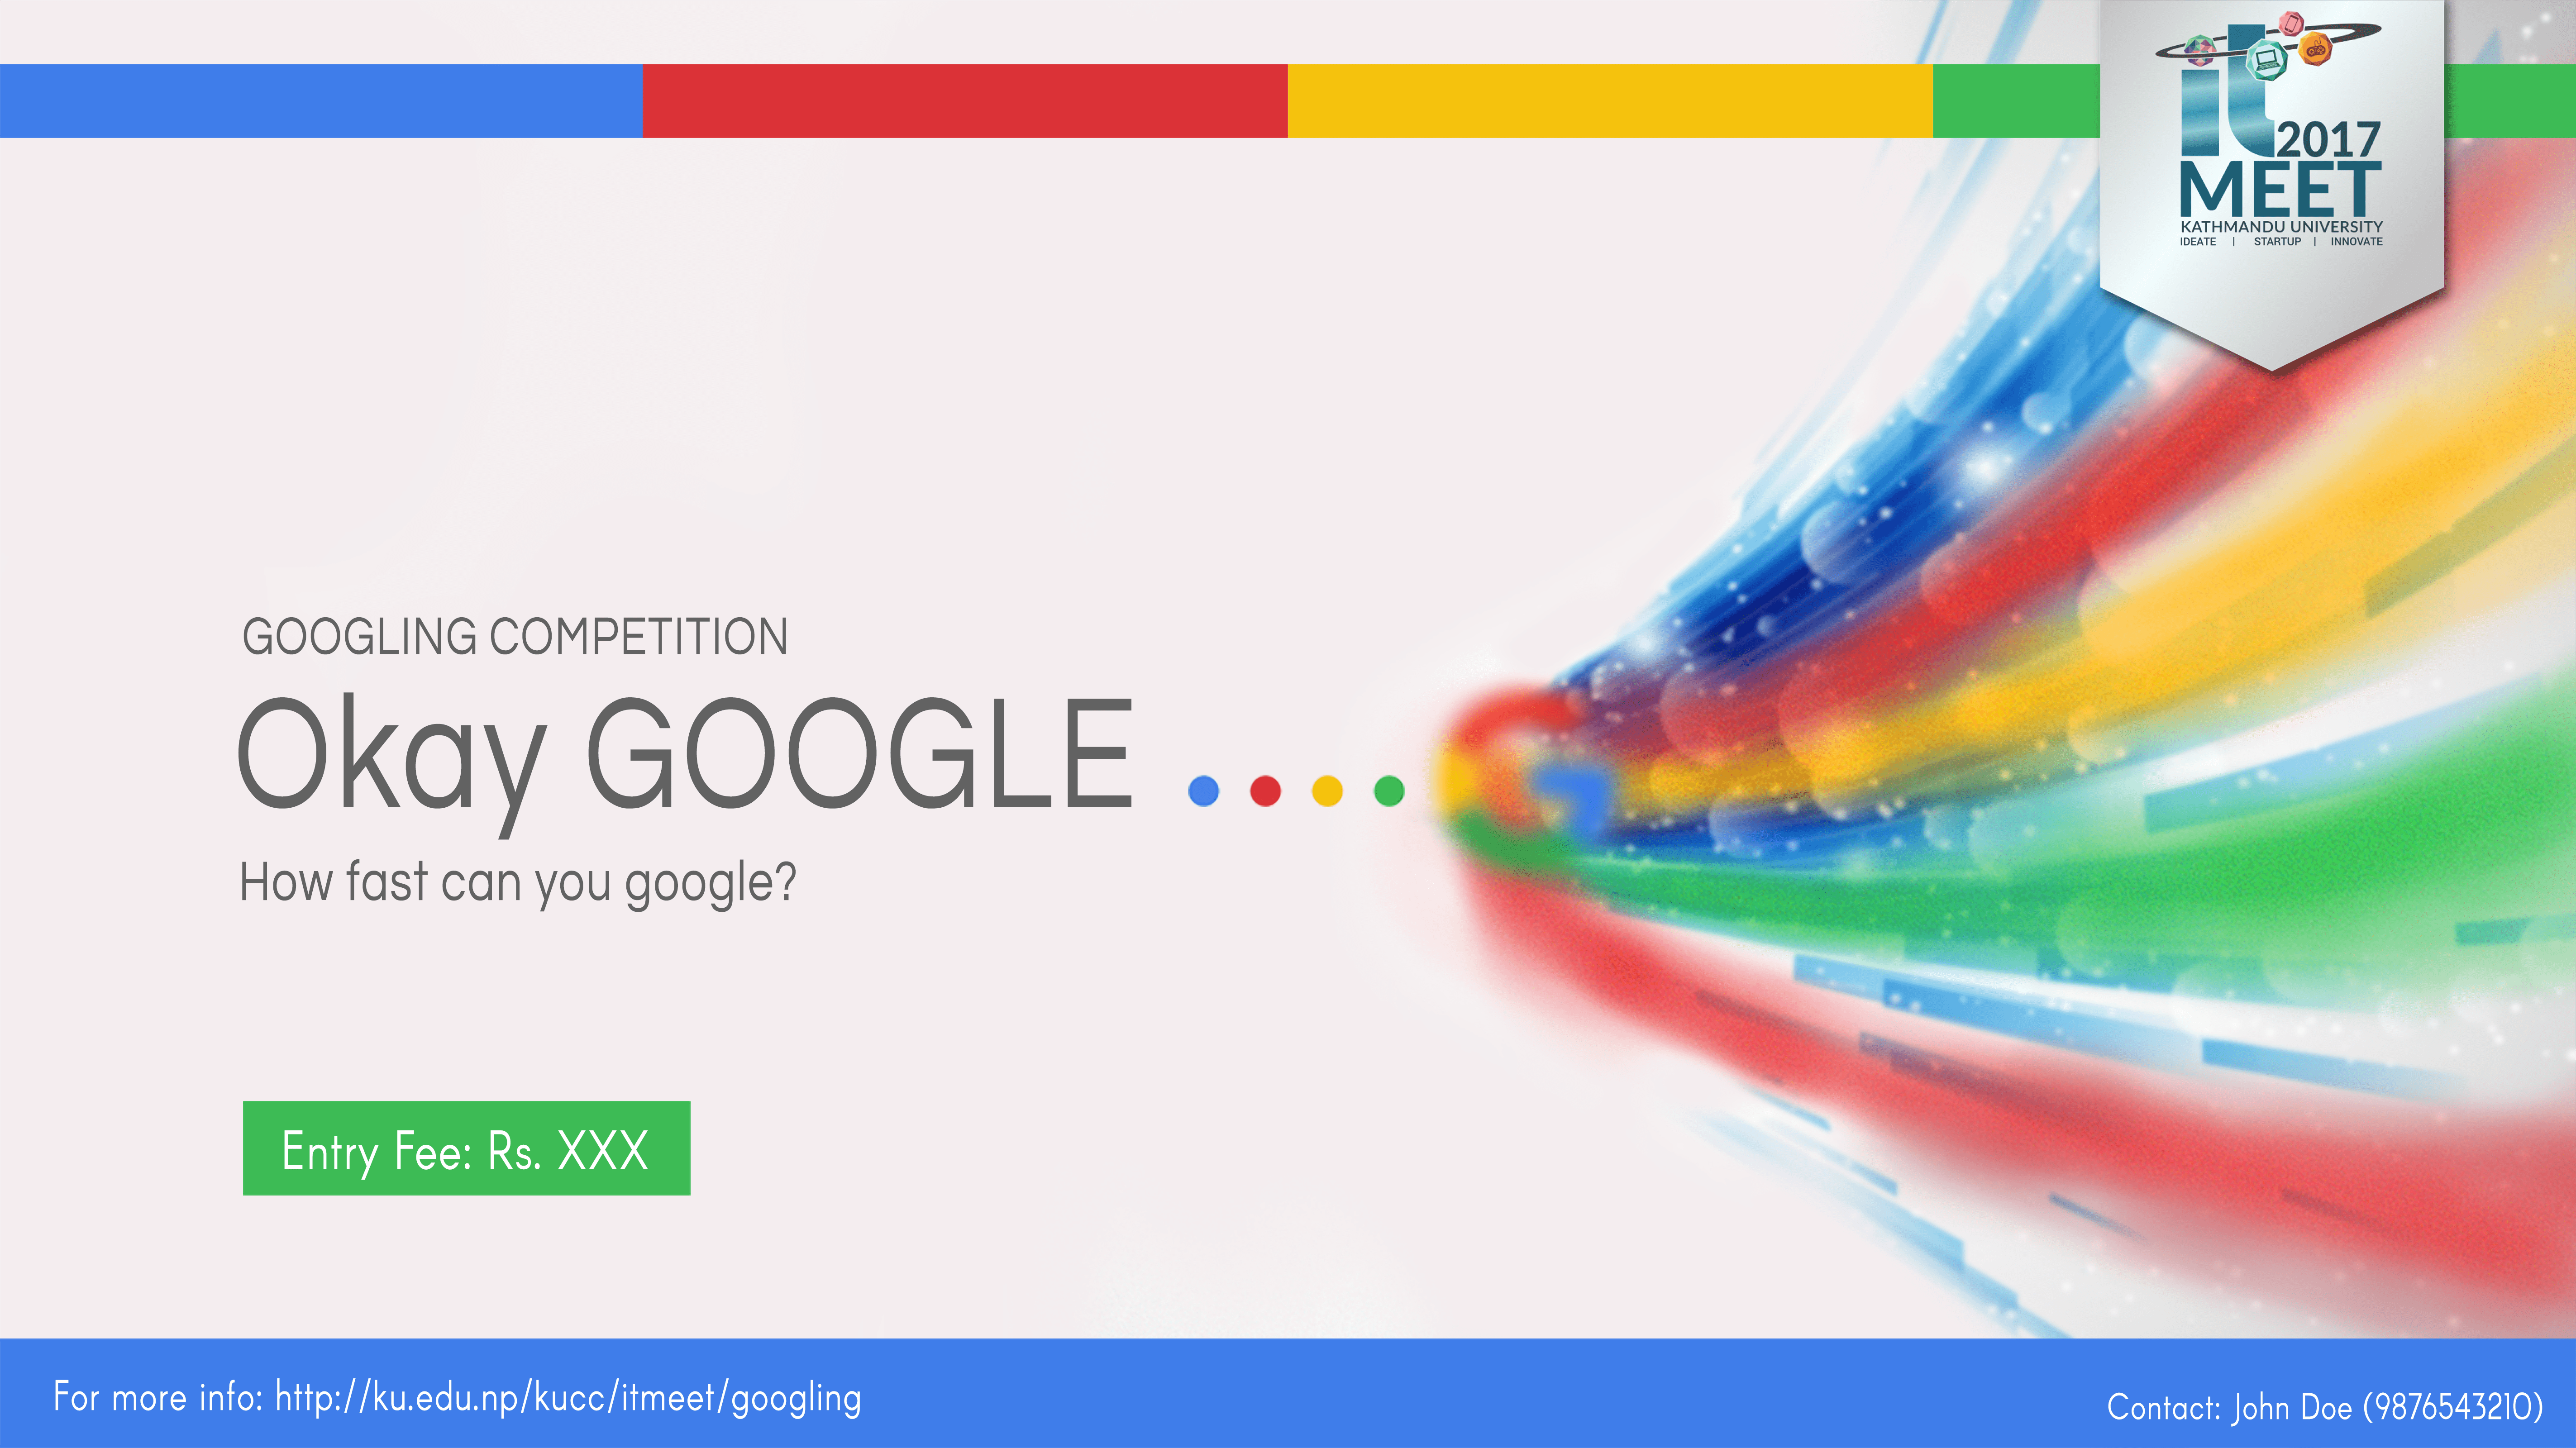 it
2017
MEET
KATHMANDU UNIVERSITY
IDEATE | STARTUP | INNOVATE
GOOGLING COMPETITION
Okay GOOGLE
How fast can you google?
Entry Fee: Rs. XXX
For more info: http://ku.edu.np/kucc/itmeet/googling
Contact: John Doe (9876543210)